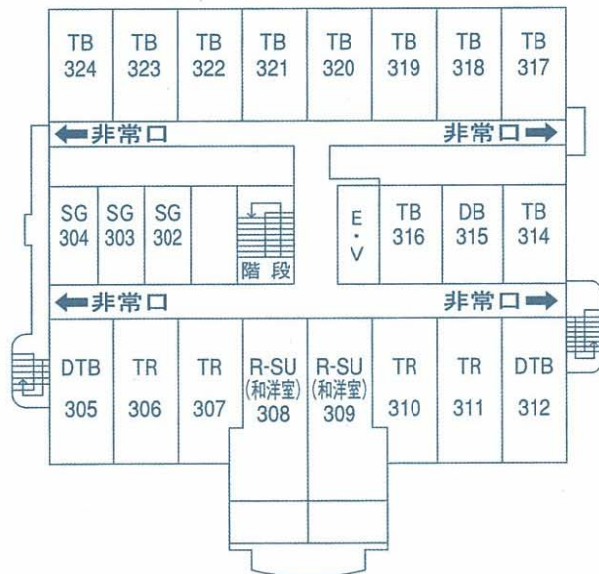 TB TB TB TB TB TB TB TB
324 323 322 321 320 319 318 317
←非常口 非常口→
SG SG SG E・V TB DB TB
304 303 302 316 315 314
階段
←非常口 非常口→
DTB TR TR R-SU R-SU TR TR DTB
(和洋室) (和洋室)
305 306 307 308 309 310 311 312